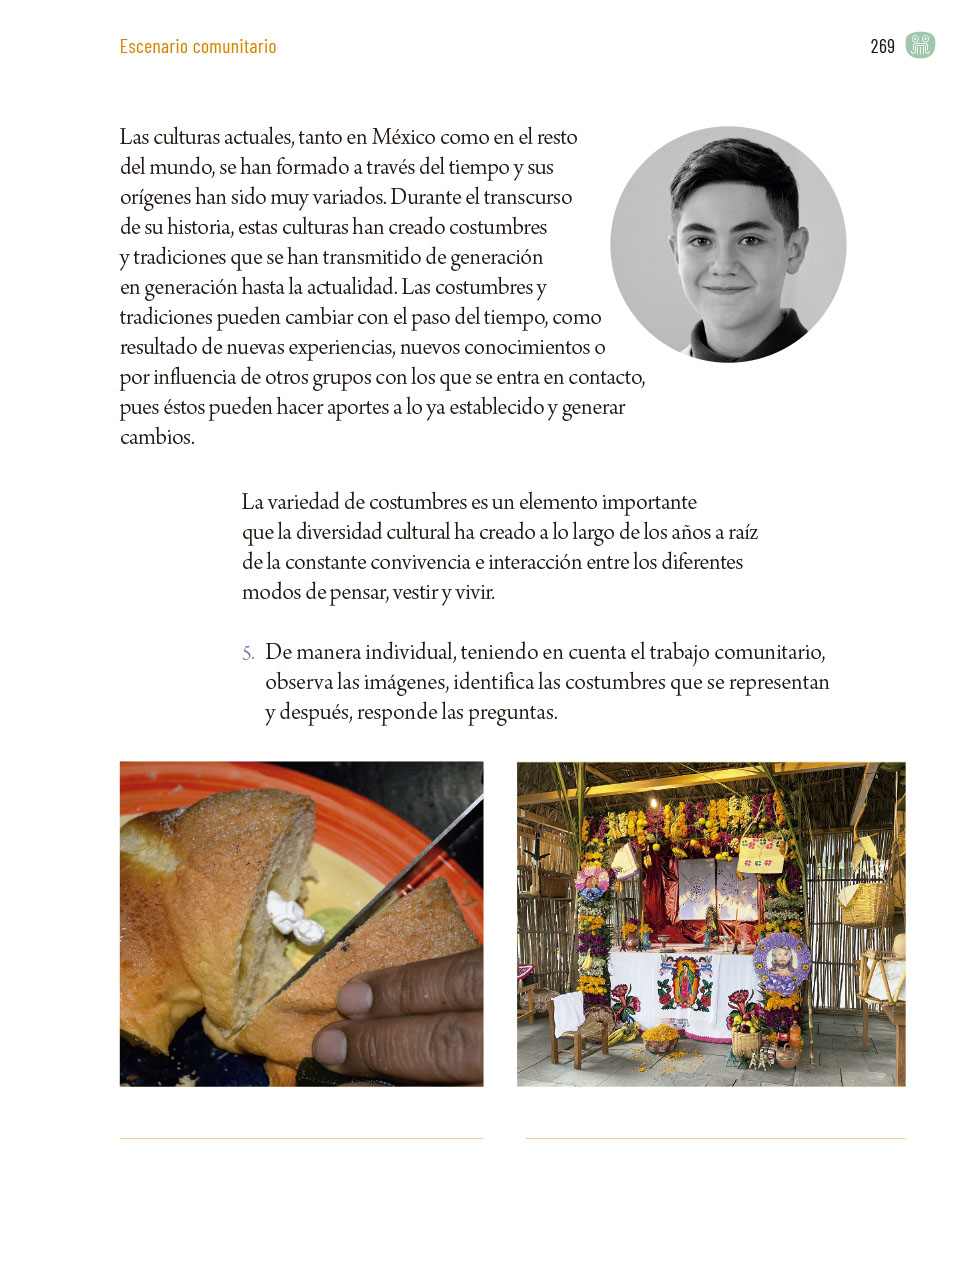 Escenario comunitario
269
Las culturas actuales, tanto en México como en el resto
del mundo, se han formado a través del tiempo y sus
orígenes han sido muy variados. Durante el transcurso
de su historia, estas culturas han creado costumbres
y tradiciones que se han transmitido de generación
en generación hasta la actualidad. Las costumbres y
tradiciones pueden cambiar con el paso del tiempo, como
resultado de nuevas experiencias, nuevos conocimientos o
por influencia de otros grupos con los que se entra en contacto,
pues éstos pueden hacer aportes a lo ya establecido y generar
cambios.
La variedad de costumbres es un elemento importante
que la diversidad cultural ha creado a lo largo de los años a raíz
de la constante convivencia e interacción entre los diferentes
modos de pensar, vestir y vivir.
5. De manera individual, teniendo en cuenta el trabajo comunitario,
observa las imágenes, identifica las costumbres que se representan
y después, responde las preguntas.